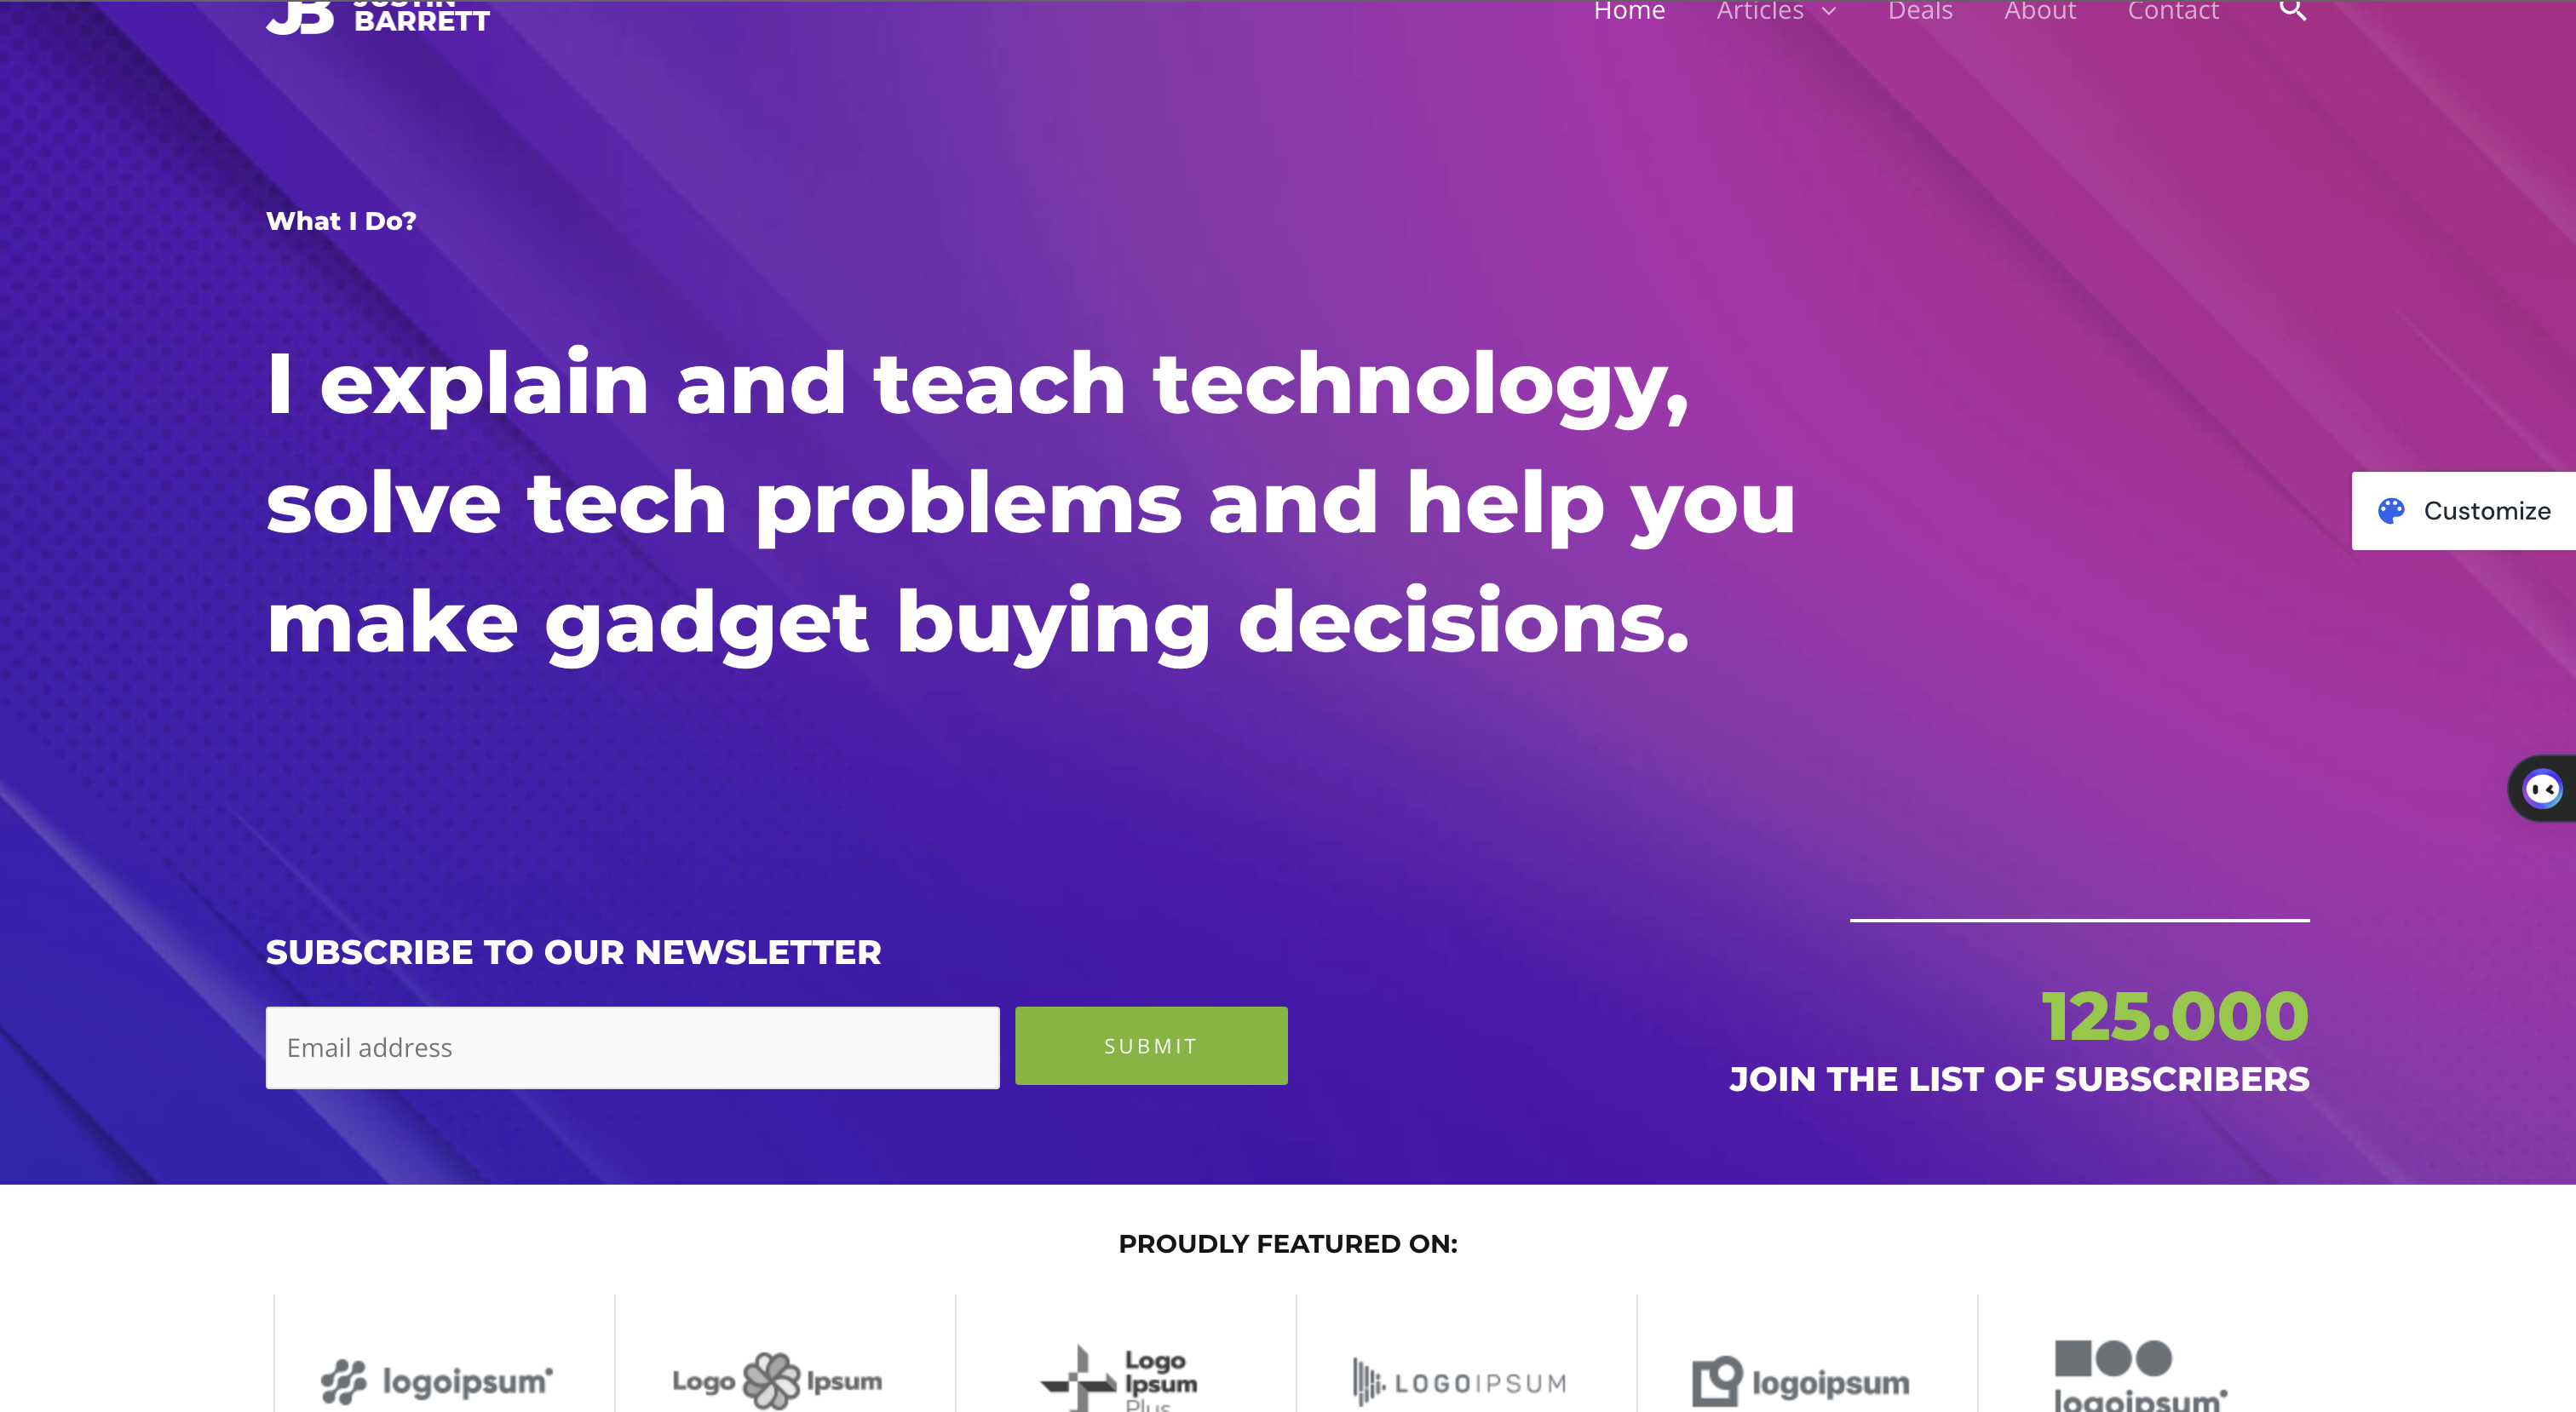 JUSTIN
BARRETT
Home Articles Deals About Contact
What I Do?
I explain and teach technology,
solve tech problems and help you
make gadget buying decisions.
Customize
SUBSCRIBE TO OUR NEWSLETTER
Email address
SUBMIT
125.000
JOIN THE LIST OF SUBSCRIBERS
PROUDLY FEATURED ON:
logoipsum
Logo Ipsum
Logo
Ipsum
Plus
LOGOIPSUM
logoipsum
logoipsum